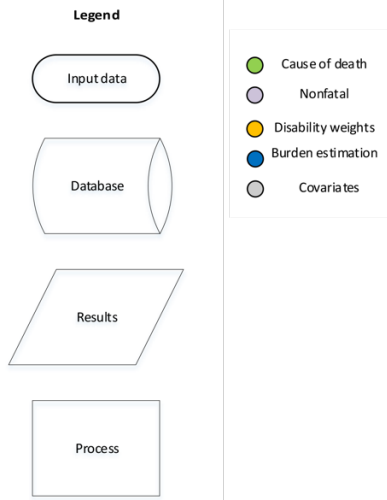 Legend
Input data
Database
Results
Process
Cause of death
Nonfatal
Disability weights
Burden estimation
Covariates